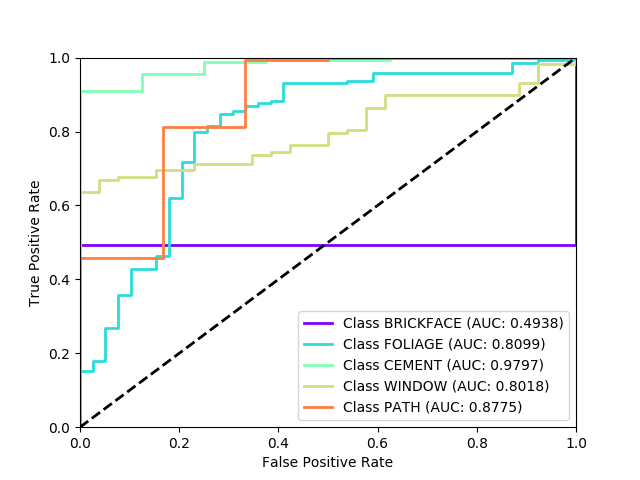 1.0
0.8
0.6
0.4
0.2
0.0
True Positive Rate
Class BRICKFACE (AUC: 0.4938)
Class FOLIAGE (AUC: 0.8099)
Class CEMENT (AUC: 0.9797)
Class WINDOW (AUC: 0.8018)
Class PATH (AUC: 0.8775)
0.0 0.2 0.4 0.6 0.8 1.0
False Positive Rate